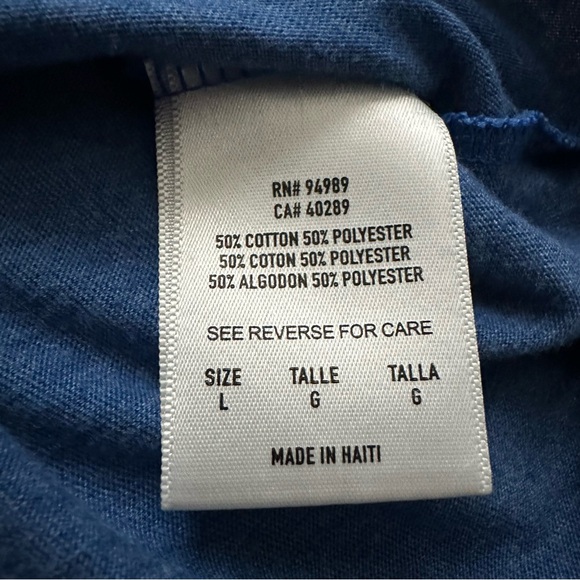 RN# 94989
CA# 40289
50% COTTON 50% POLYESTER
50% COTON 50% POLYESTER
50% ALGODON 50% POLYESTER
SEE REVERSE FOR CARE
SIZE TALLE TALLA
L G G
MADE IN HAITI